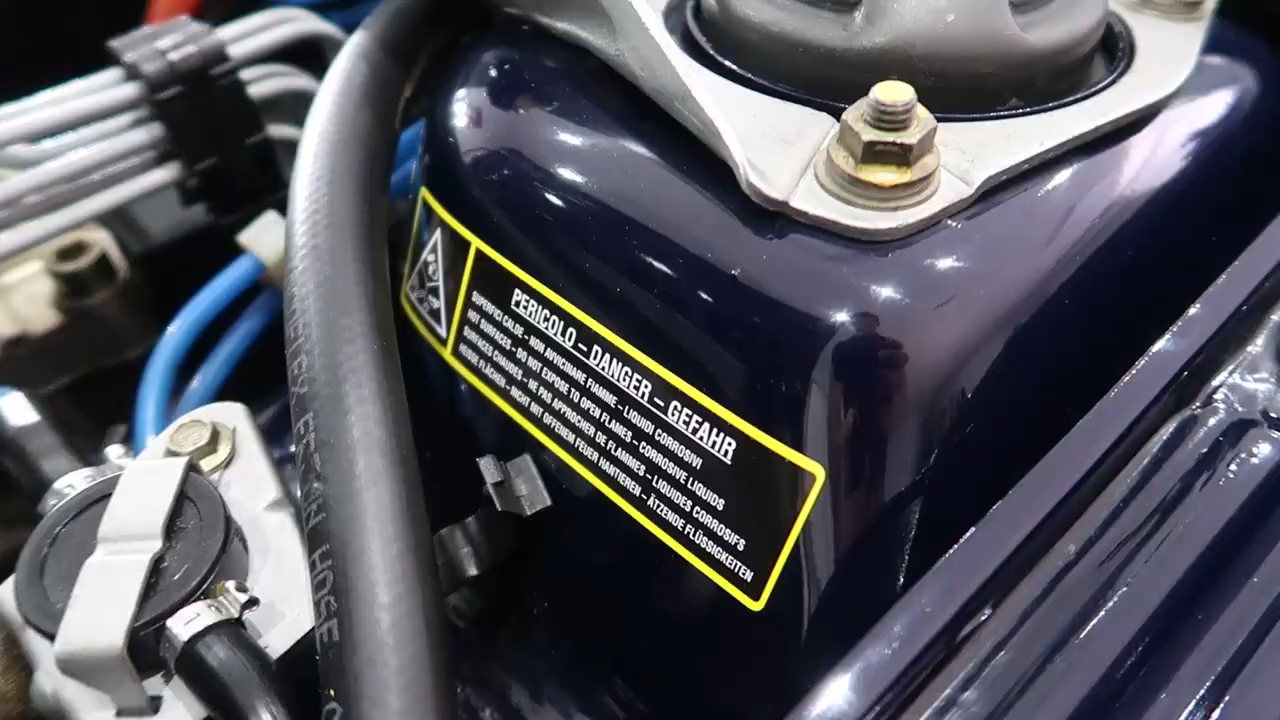 PERICOLO – DANGER – GEFAHR
SUPERFICI CALDE – NON AVVICINARE FIAMME – LIQUIDI CORROSIVI
HOT SURFACES – DO NOT EXPOSE TO OPEN FLAMES – CORROSIVE LIQUIDS
SURFACES CHAUDES – NE PAS APPROCHER DE FLAMMES – LIQUIDES CORROSIFS
HEIßE FLÄCHEN – NICHT MIT OFFENEM FEUER HANTIEREN – ÄTZENDE FLÜSSIGKEITEN
HOSE